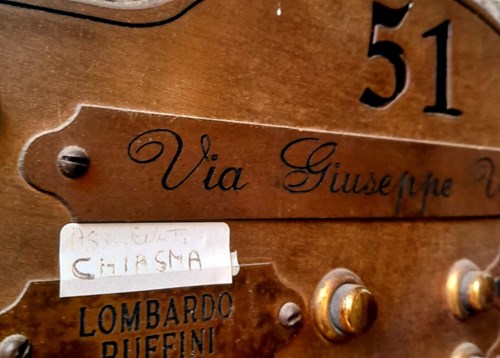 51
Via Giuseppe V
CHIASMA
LOMBARDO
RUFFINI